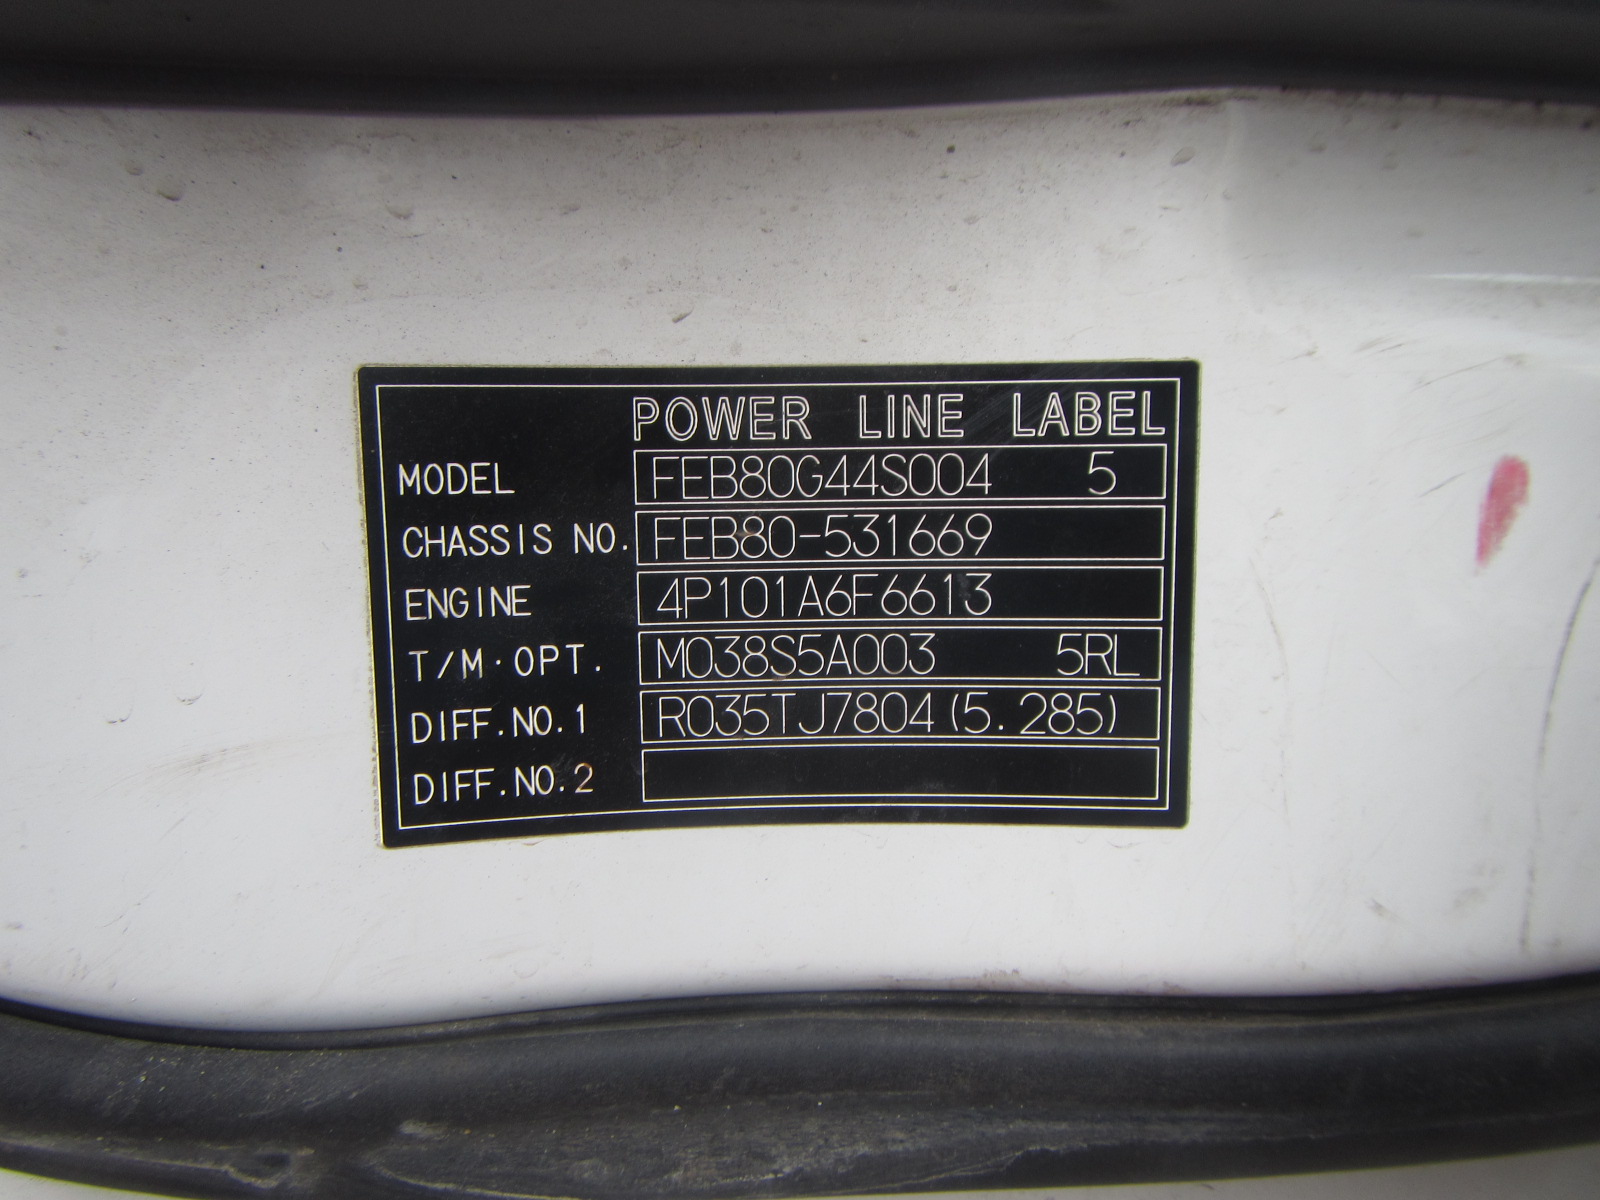 POWER LINE LABEL
MODEL FEB80G44S004 5
CHASSIS NO. FEB80-531669
ENGINE 4P101A6F6613
T/M·OPT. M038S5A003 5RL
DIFF.NO.1 R035TJ7804(5.285)
DIFF.NO.2